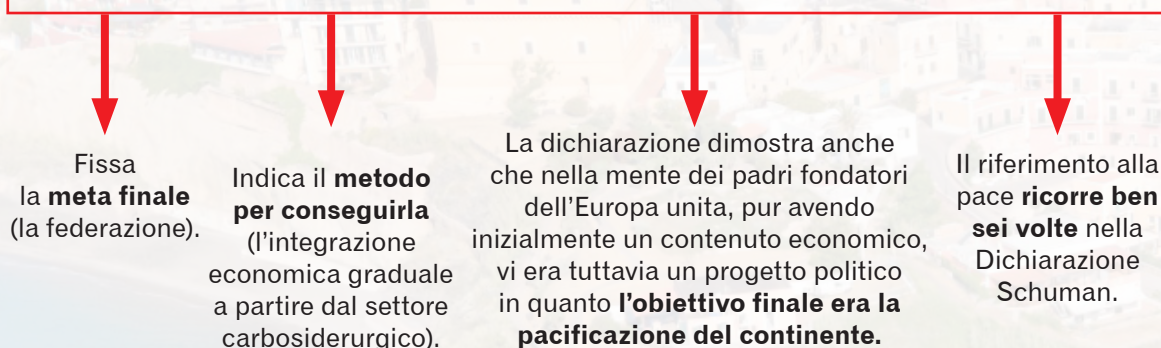 Fissa
la meta finale
(la federazione).
Indica il metodo
per conseguirla
(l'integrazione
economica graduale
a partire dal settore
carbosiderurgico).
La dichiarazione dimostra anche
che nella mente dei padri fondatori
dell'Europa unita, pur avendo
inizialmente un contenuto economico,
vi era tuttavia un progetto politico
in quanto l'obiettivo finale era la
pacificazione del continente.
Il riferimento alla
pace ricorre ben
sei volte nella
Dichiarazione
Schuman.